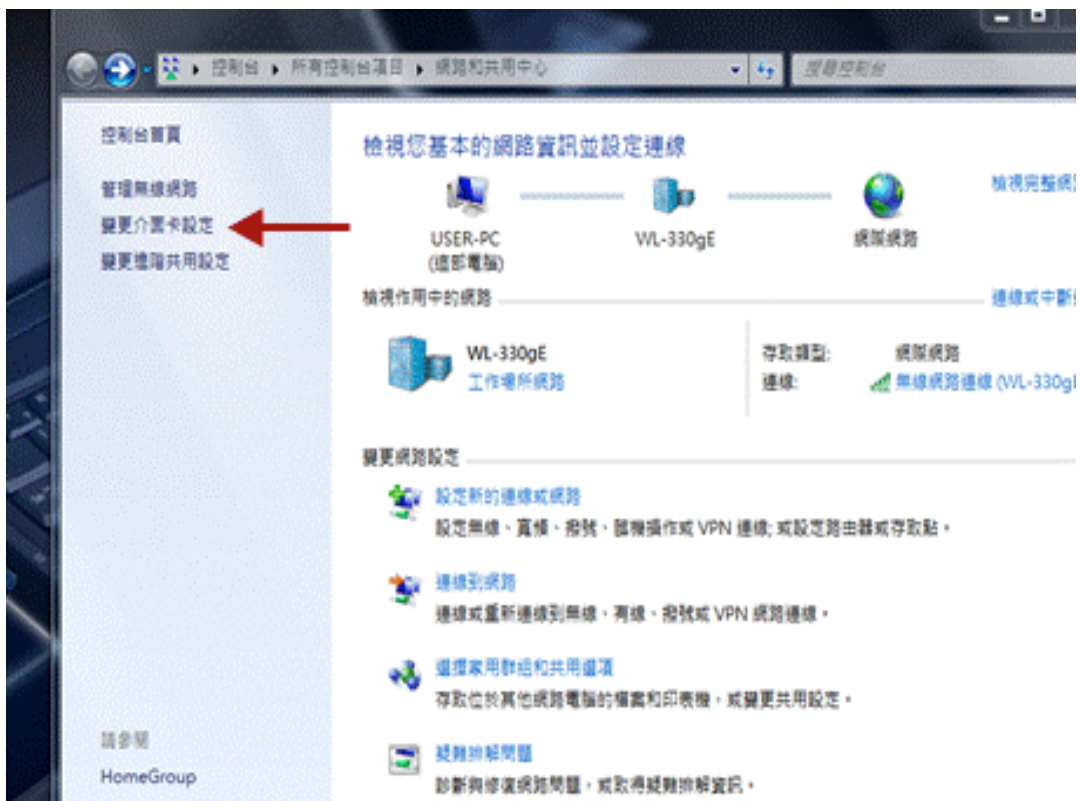 控制台 ▸ 所有控制台項目 ▸ 網路和共用中心
搜尋控制台
控制台首頁
管理無線網路
變更介面卡設定
變更進階共用設定
檢視您基本的網路資訊並設定連線
檢視完整網
USER-PC
(這部電腦)
WL-330gE
網際網路
檢視作用中的網路
連線或中斷
WL-330gE
工作場所網路
存取類型: 網際網路
連線: 無線網路連線 (WL-330gE
變更網路設定
設定新的連線或網路
設定無線、寬頻、撥號、臨機操作或 VPN 連線; 或設定路由器或存取點。
連線到網路
連線或重新連線到無線、有線、撥號或 VPN 網路連線。
選擇家用群組和共用選項
存取位於其他網路電腦的檔案和印表機，或變更共用設定。
疑難排解問題
診斷與修復網路問題，或取得疑難排解資訊。
請參閱
HomeGroup